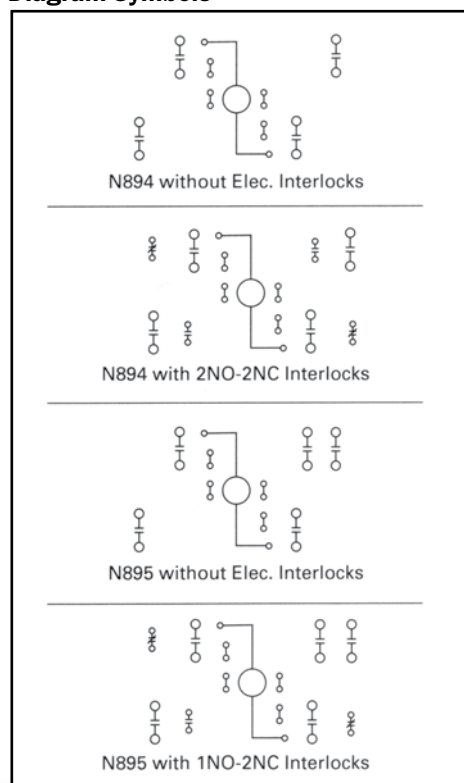 Diagram Symbols
N894 without Elec. Interlocks
N894 with 2NO-2NC Interlocks
N895 without Elec. Interlocks
N895 with 1NO-2NC Interlocks